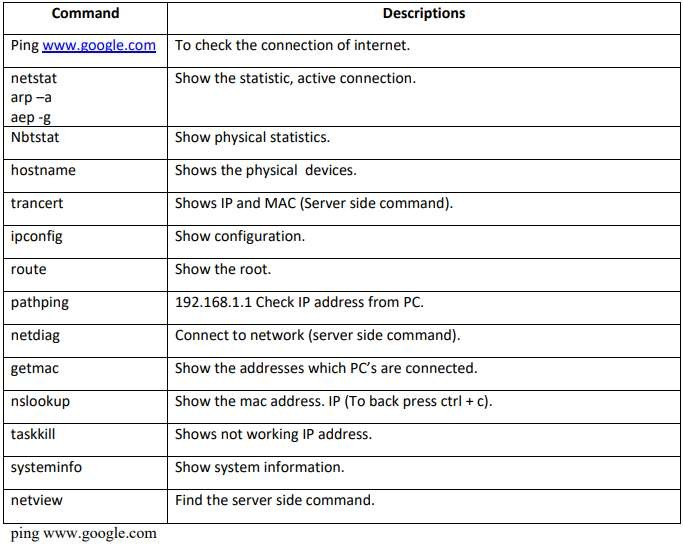 Command Descriptions
Ping www.google.com To check the connection of internet.
netstat Show the statistic, active connection.
arp –a
aep -g
Nbtstat Show physical statistics.
hostname Shows the physical  devices.
trancert Shows IP and MAC (Server side command).
ipconfig Show configuration.
route Show the root.
pathping 192.168.1.1 Check IP address from PC.
netdiag Connect to network (server side command).
getmac Show the addresses which PC’s are connected.
nslookup Show the mac address. IP (To back press ctrl + c).
taskkill Shows not working IP address.
systeminfo Show system information.
netview Find the server side command.
ping www.google.com